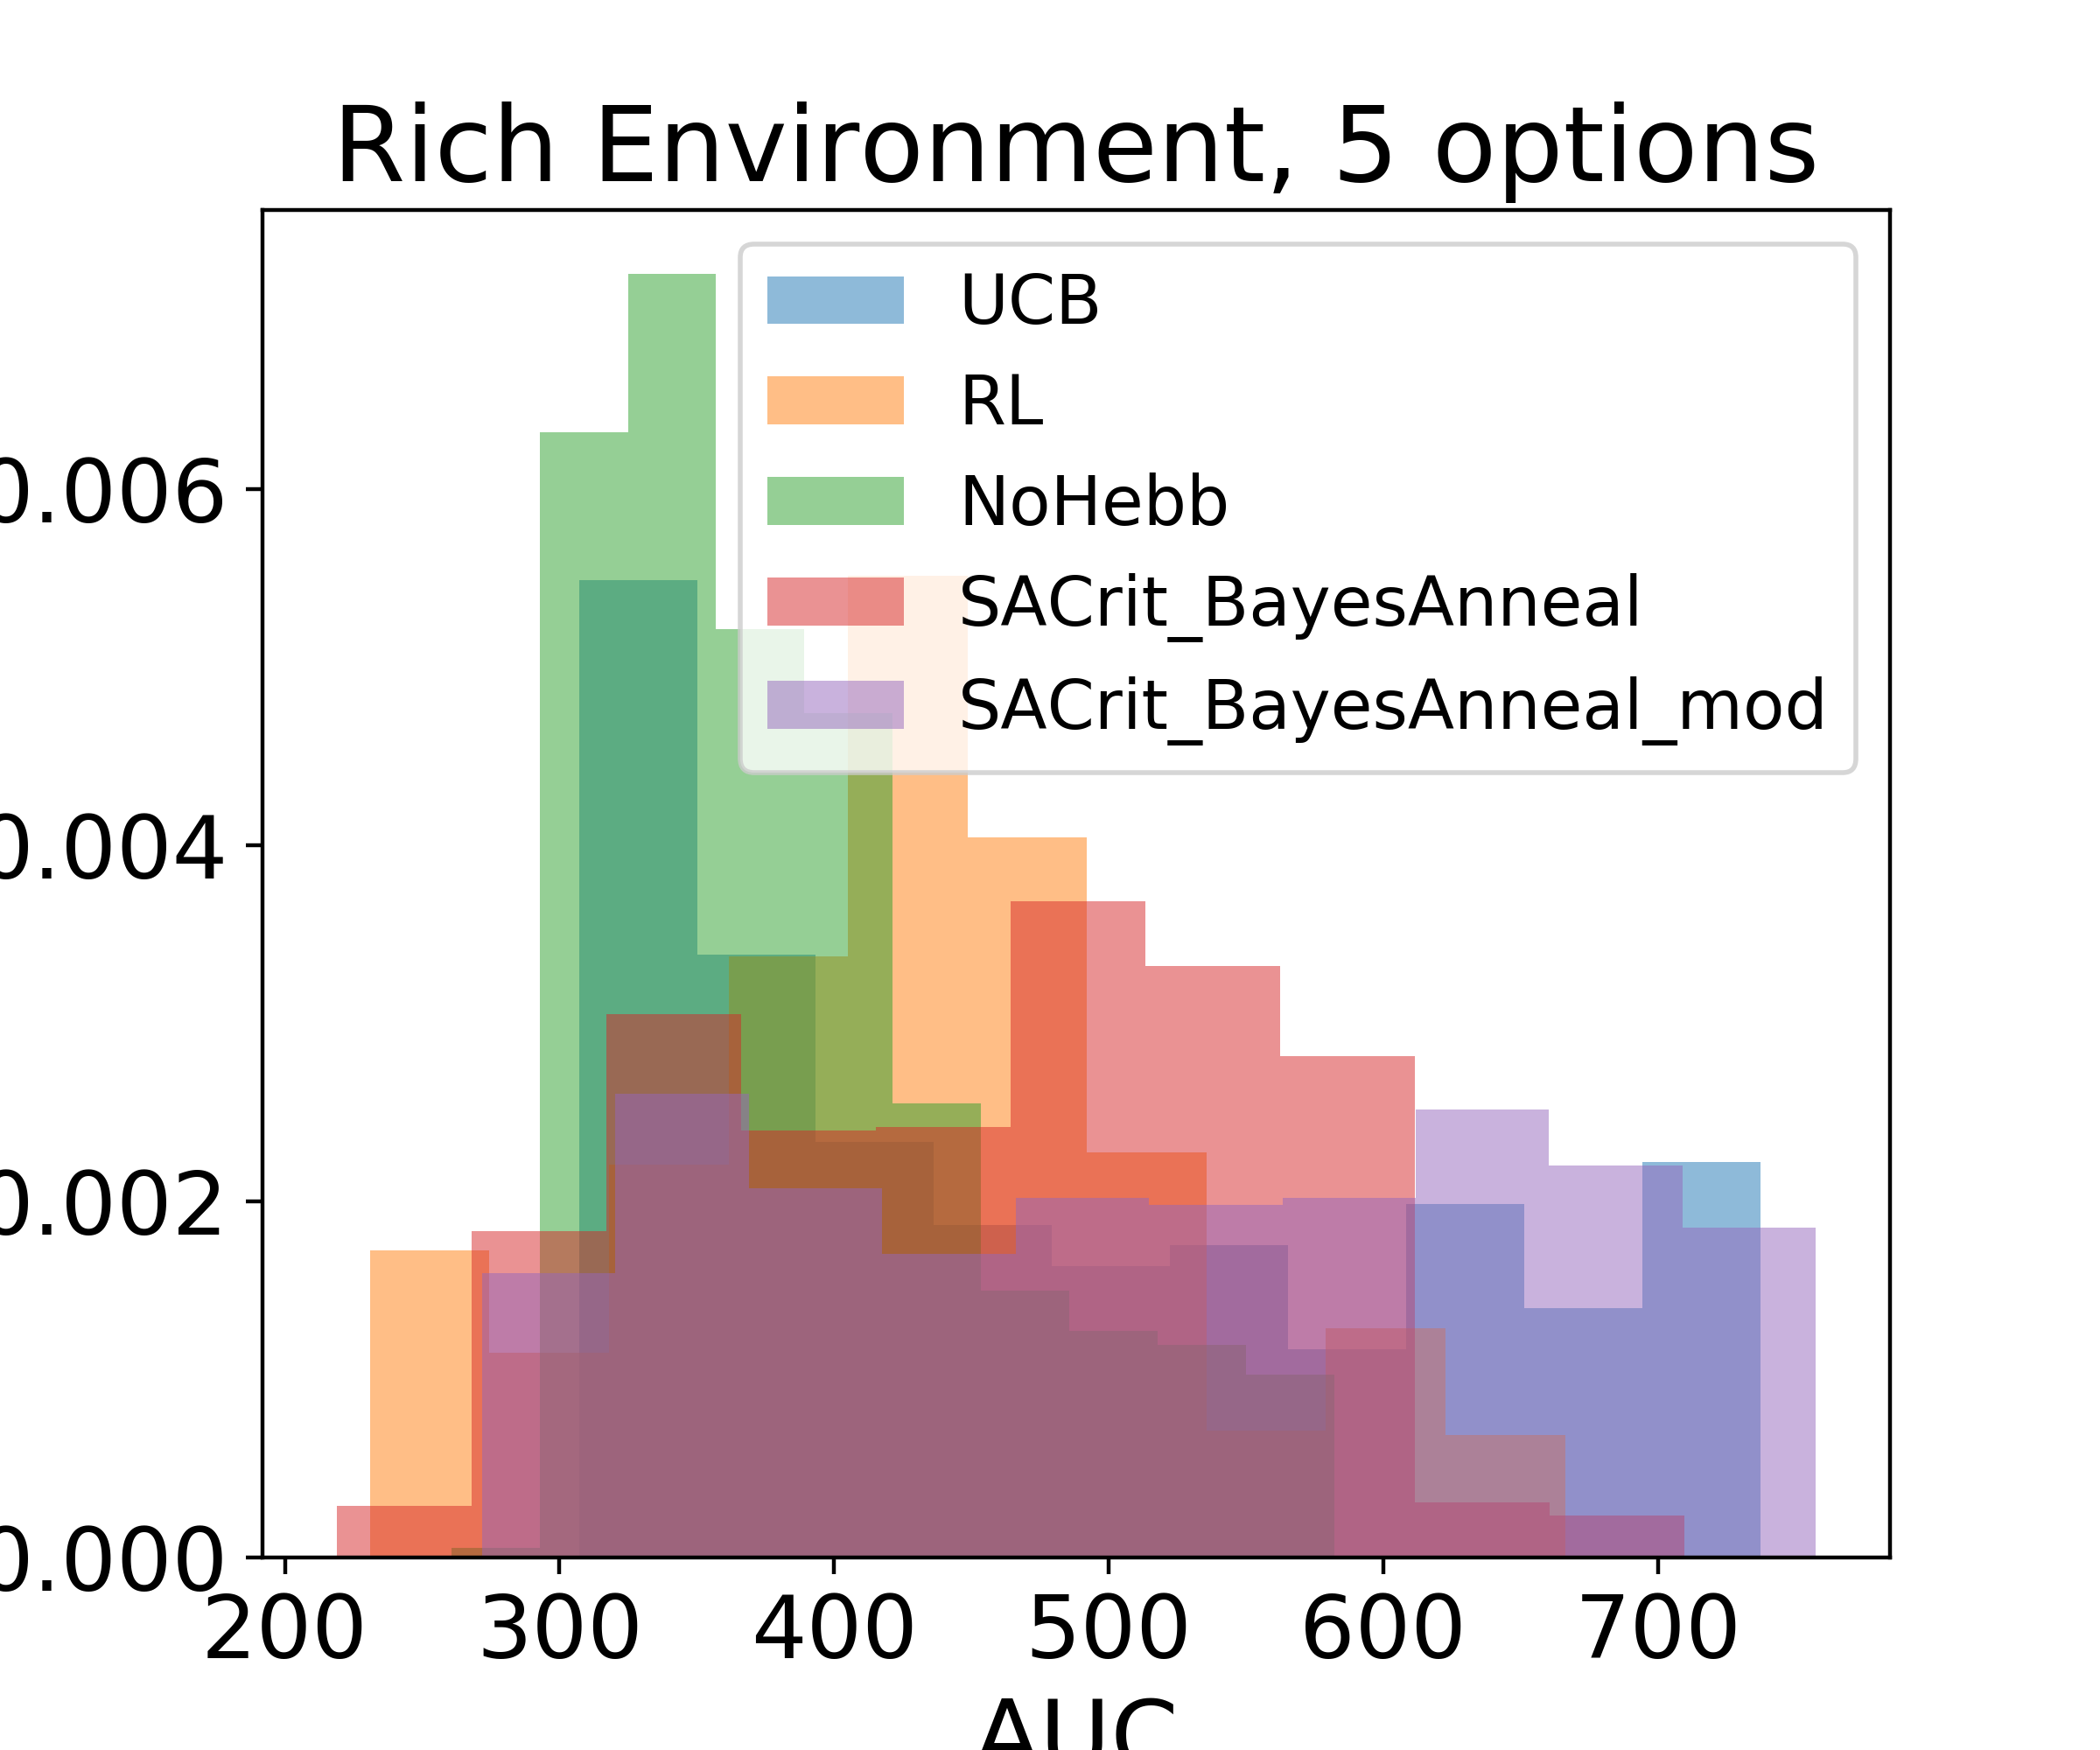 Rich Environment, 5 options
UCB
RL
NoHebb
SACrit_BayesAnneal
SACrit_BayesAnneal_mod
0.006
0.004
0.002
0.000
200 300 400 500 600 700
AUC